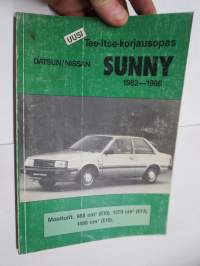 UUSI
Tee-itse-korjausopas
DATSUN/NISSAN
SUNNY
1982—1986
Moottorit: 988 cm³ (E10), 1270 cm³ (E13),
1488 cm³ (E15)